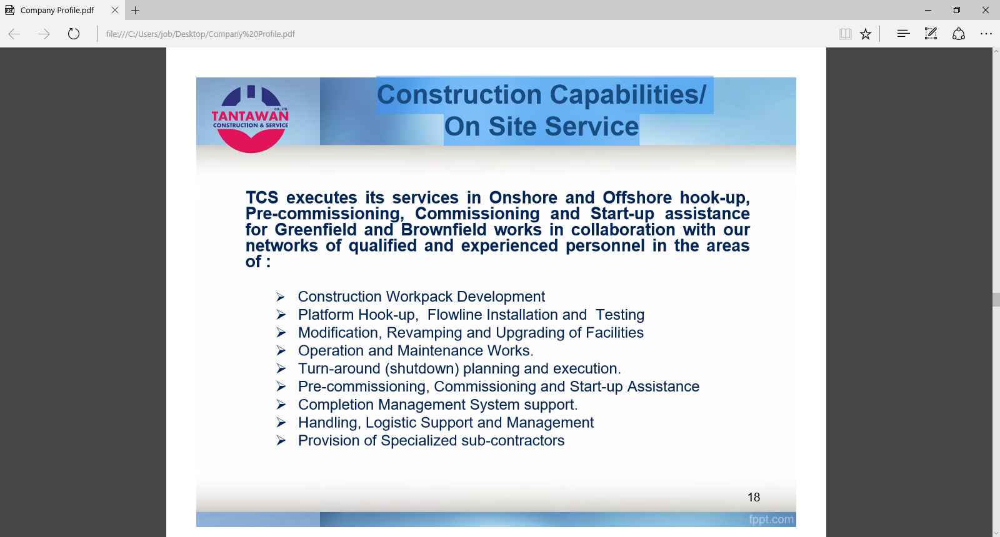 Company Profile.pdf
file:///C:/Users/job/Desktop/Company%20Profile.pdf
Construction Capabilities/
On Site Service
CO., LTD.
TANTAWAN
CONSTRUCTION & SERVICE
TCS executes its services in Onshore and Offshore hook-up,
Pre-commissioning, Commissioning and Start-up assistance
for Greenfield and Brownfield works in collaboration with our
networks of qualified and experienced personnel in the areas
of :
➢ Construction Workpack Development
➢ Platform Hook-up,  Flowline Installation and  Testing
➢ Modification, Revamping and Upgrading of Facilities
➢ Operation and Maintenance Works.
➢ Turn-around (shutdown) planning and execution.
➢ Pre-commissioning, Commissioning and Start-up Assistance
➢ Completion Management System support.
➢ Handling, Logistic Support and Management
➢ Provision of Specialized sub-contractors
18
fppt.com